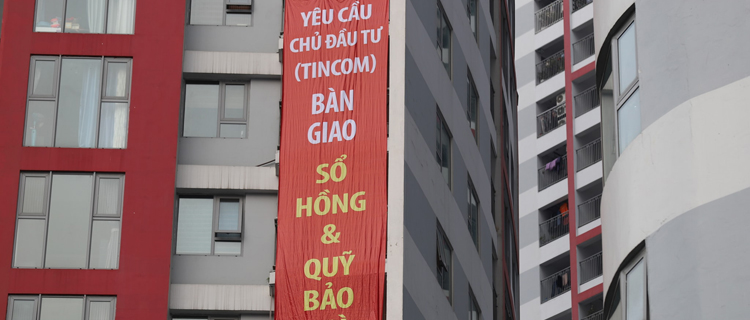 YÊU CẦU
CHỦ ĐẦU TƯ
(TINCOM)
BÀN
GIAO
SỔ
HỒNG
&
QUỸ
BẢO